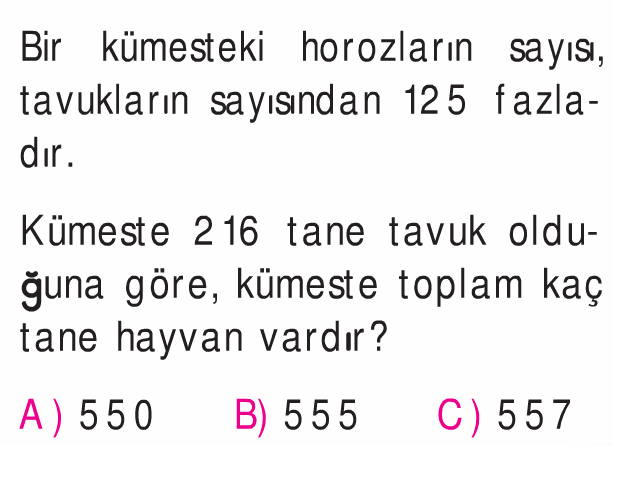 Bir kümesteki horozların sayısı,
tavukların sayısından 125 fazla-
dır.
Kümeste 216 tane tavuk oldu-
ğuna göre, kümeste toplam kaç
tane hayvan vardır?
A) 550 B) 555 C) 557